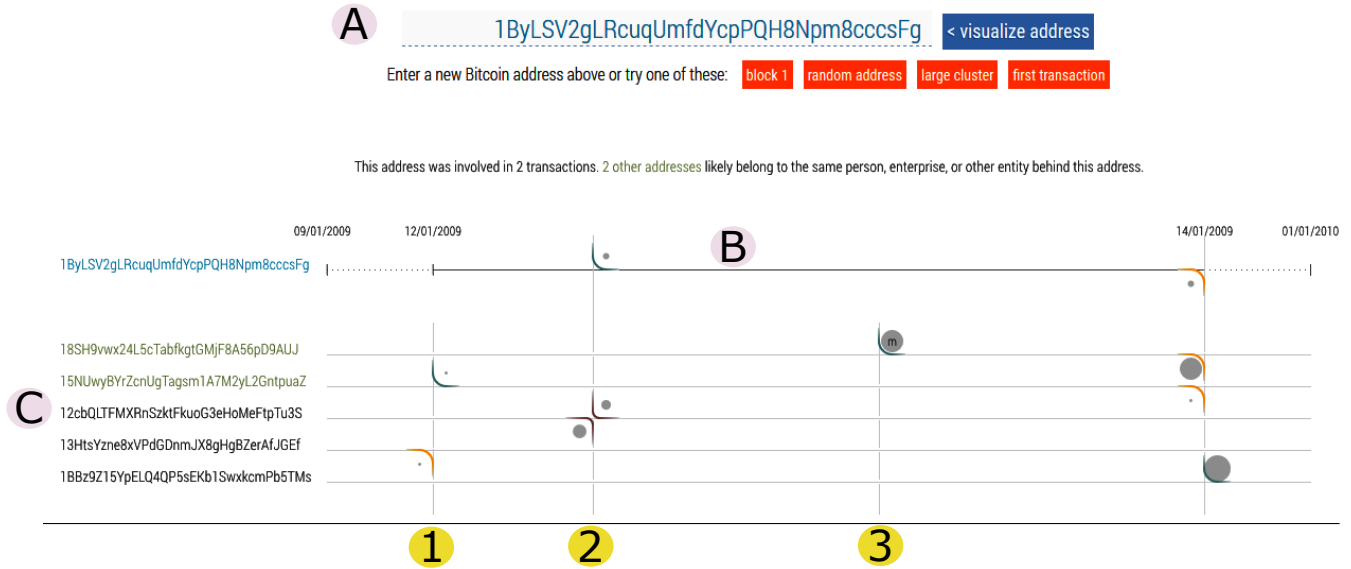 A
1ByLSV2gLRcuqUmfdYcpPQH8Npm8cccsFg < visualize address
Enter a new Bitcoin address above or try one of these: block 1 random address large cluster first transaction
This address was involved in 2 transactions. 2 other addresses likely belong to the same person, enterprise, or other entity behind this address.
09/01/2009 12/01/2009 14/01/2009 01/01/2010
B
1ByLSV2gLRcuqUmfdYcpPQH8Npm8cccsFg
18SH9vwx24L5cTabfkgtGMjF8A56pD9AUJ
m
15NUwyBYrZcnUgTagsm1A7M2yL2GntpuaZ
C
12cbQLTFMXRnSzktFkuoG3eHoMeFtpTu3S
13HtsYzne8xVPdGDnmJX8gHgBZerAfJGEf
1BBz9Z15YpELQ4QP5sEKb1SwxkcmPb5TMs
1 2 3